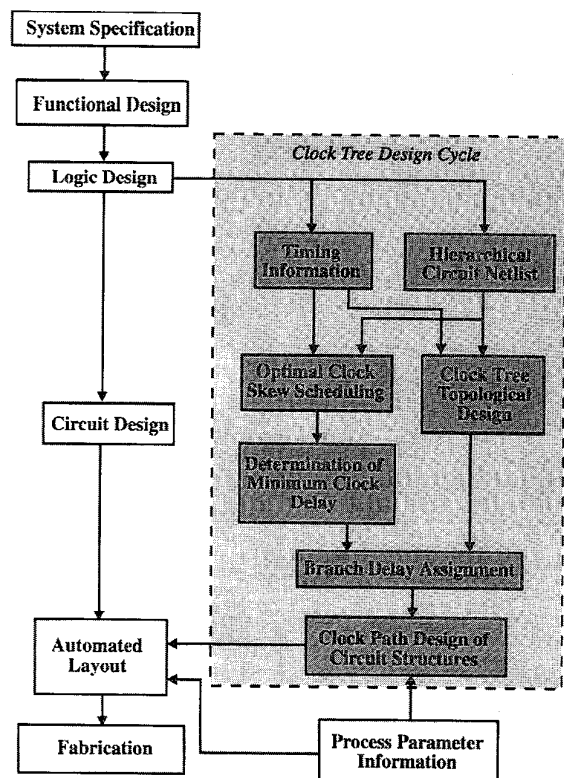 System Specification
Functional Design
Clock Tree Design Cycle
Logic Design
Timing
Information
Hierarchical
Circuit Netlist
Optimal Clock
Skew Scheduling
Clock Tree
Topological
Design
Circuit Design
Determination of
Minimum Clock
Delay
Branch Delay Assignment
Automated
Layout
Clock Path Design of
Circuit Structures
Fabrication
Process Parameter
Information